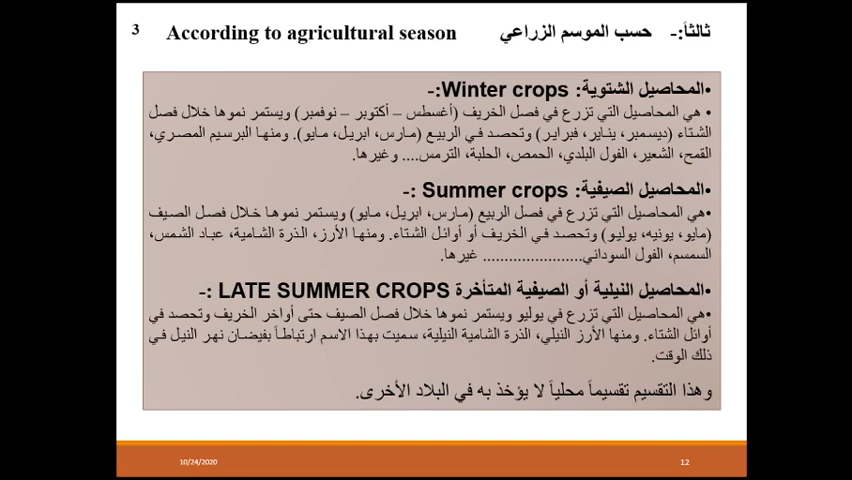 3 According to agricultural season ثالثاً:- حسب الموسم الزراعي
•المحاصيل الشتوية: Winter crops:-
• هي المحاصيل التي تزرع في فصل الخريف (أغسطس – أكتوبر – نوفمبر) ويستمر نموها خلال فصل
الشتاء (ديسمبر، يناير، فبراير) وتحصد في الربيع (مارس، ابريل، مايو). ومنها البرسيم المصري،
القمح، الشعير، الفول البلدي، الحمص، الحلبة، الترمس.... وغيرها.
•المحاصيل الصيفية: Summer crops :-
•هي المحاصيل التي تزرع في فصل الربيع (مارس، ابريل، مايو) ويستمر نموها خلال فصل الصيف
(مايو، يونيه، يوليو) وتحصد في الخريف أو أوائل الشتاء. ومنها الأرز، الذرة الشامية، عباد الشمس،
السمسم، الفول السوداني....................... غيرها.
•المحاصيل النيلية أو الصيفية المتأخرة LATE SUMMER CROPS :-
•هي المحاصيل التي تزرع في يوليو ويستمر نموها خلال فصل الصيف حتى أواخر الخريف وتحصد في
أوائل الشتاء. ومنها الأرز النيلي، الذرة الشامية النيلية، سميت بهذا الاسم ارتباطاً بفيضان نهر النيل في
ذلك الوقت.
وهذا التقسيم تقسيماً محلياً لا يؤخذ به في البلاد الأخرى.
10/24/2020 12